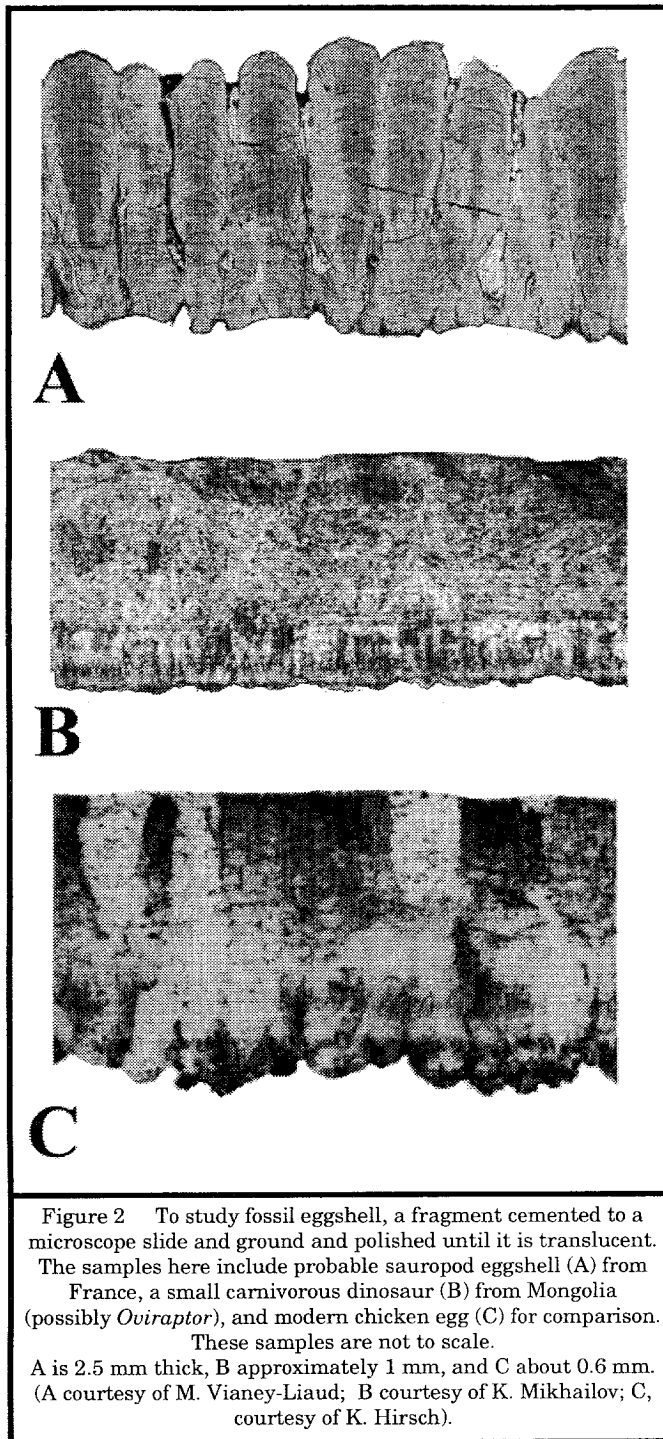 A
B
C
Figure 2 To study fossil eggshell, a fragment cemented to a
microscope slide and ground and polished until it is translucent.
The samples here include probable sauropod eggshell (A) from
France, a small carnivorous dinosaur (B) from Mongolia
(possibly Oviraptor), and modern chicken egg (C) for comparison.
These samples are not to scale.
A is 2.5 mm thick, B approximately 1 mm, and C about 0.6 mm.
(A courtesy of M. Vianey-Liaud; B courtesy of K. Mikhailov; C,
courtesy of K. Hirsch).